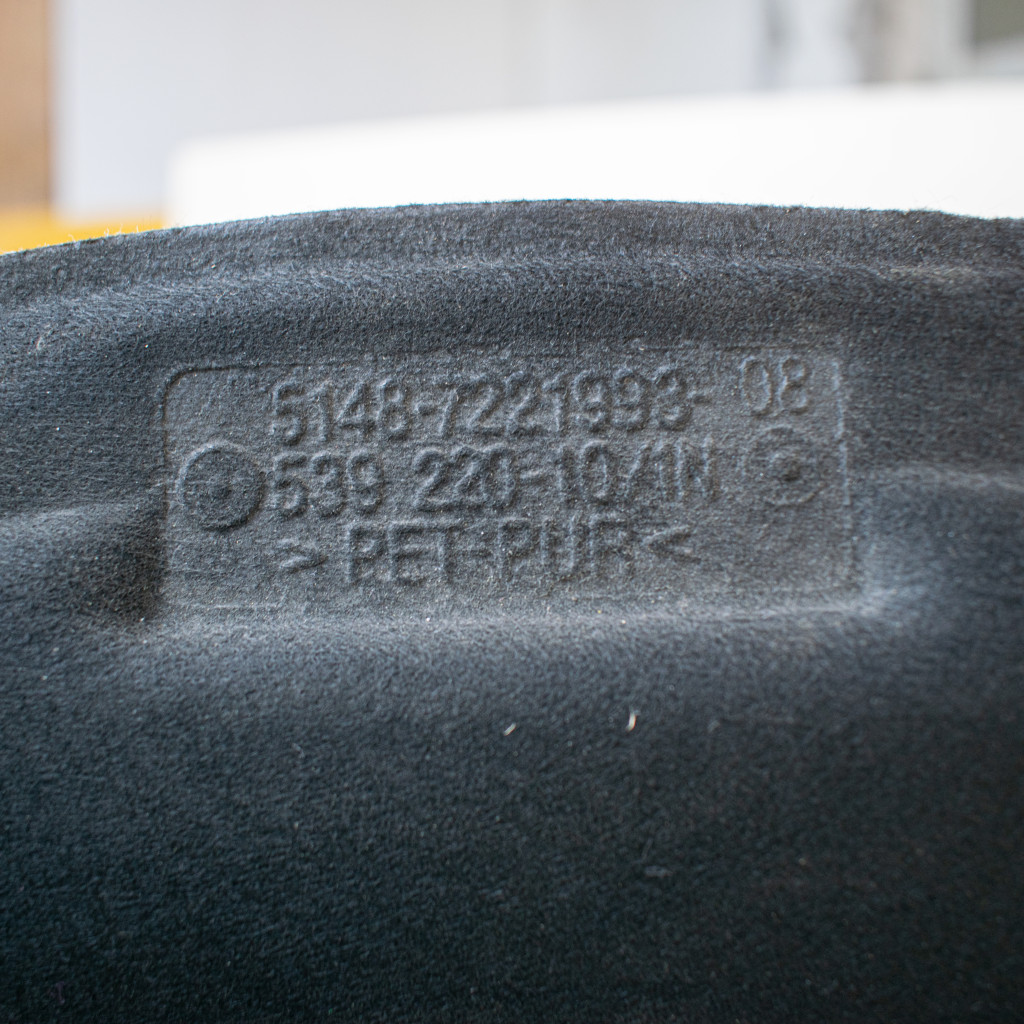 5148-7221993- 08
539 220-10/1N
> PET-PUR <